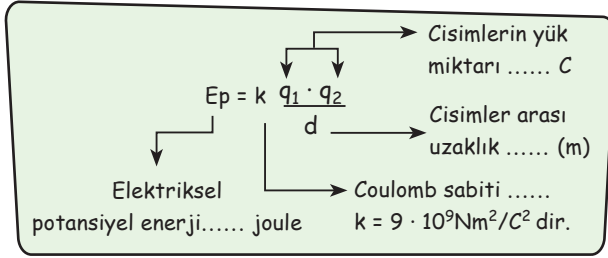 Cisimlerin yük
miktarı ...... C
Ep = k q₁ · q₂
d
Cisimler arası
uzaklık ...... (m)
Elektriksel
potansiyel enerji...... joule
Coulomb sabiti ......
k = 9 · 10⁹Nm²/C² dir.